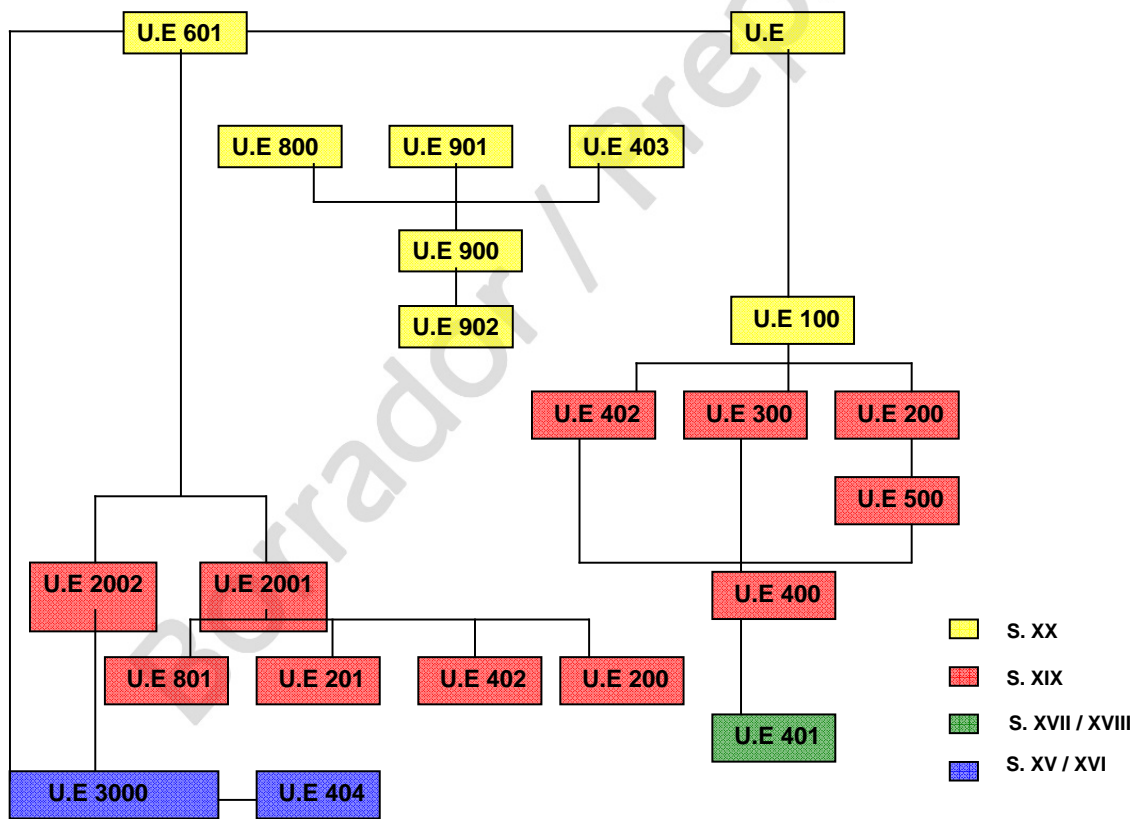 U.E 601
U.E
U.E 800
U.E 901
U.E 403
U.E 900
U.E 902
U.E 100
U.E 402
U.E 300
U.E 200
U.E 500
U.E 2002
U.E 2001
U.E 400
U.E 801
U.E 201
U.E 402
U.E 200
U.E 401
U.E 3000
U.E 404
S. XX
S. XIX
S. XVII / XVIII
S. XV / XVI
Borrador / Prep